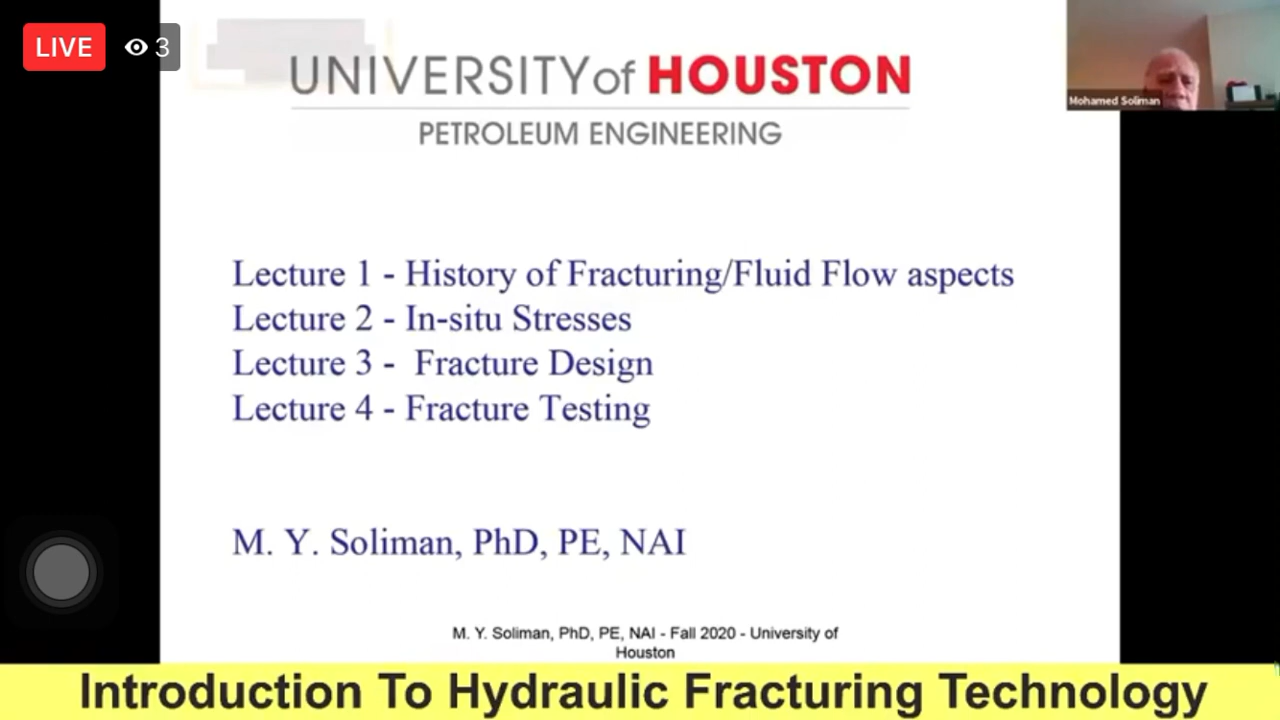 LIVE 3
UNIVERSITY of HOUSTON
PETROLEUM ENGINEERING
Mohamed Soliman
Lecture 1 - History of Fracturing/Fluid Flow aspects
Lecture 2 - In-situ Stresses
Lecture 3 -  Fracture Design
Lecture 4 - Fracture Testing
M. Y. Soliman, PhD, PE, NAI
M. Y. Soliman, PhD, PE, NAI - Fall 2020 - University of
Houston
Introduction To Hydraulic Fracturing Technology